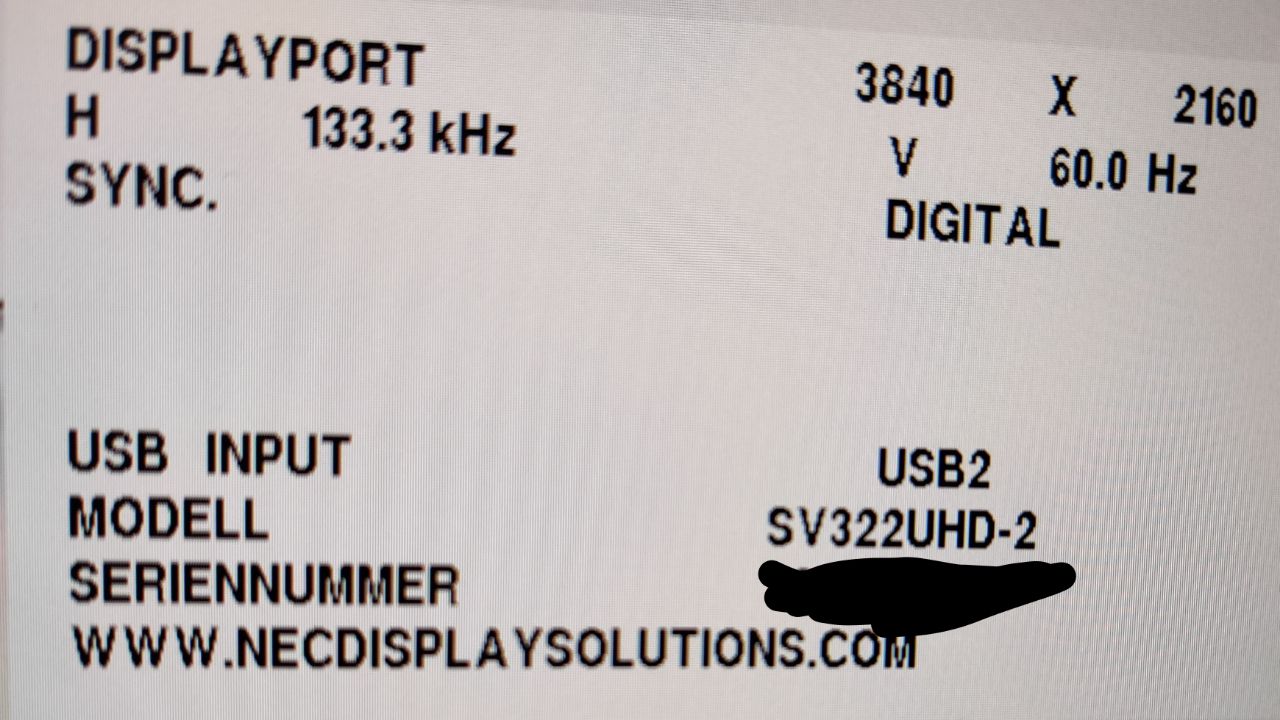 DISPLAYPORT 3840 X 2160
H 133.3 kHz V 60.0 Hz
SYNC. DIGITAL
USB INPUT USB2
MODELL SV322UHD-2
SERIENNUMMER
WWW.NECDISPLAYSOLUTIONS.COM